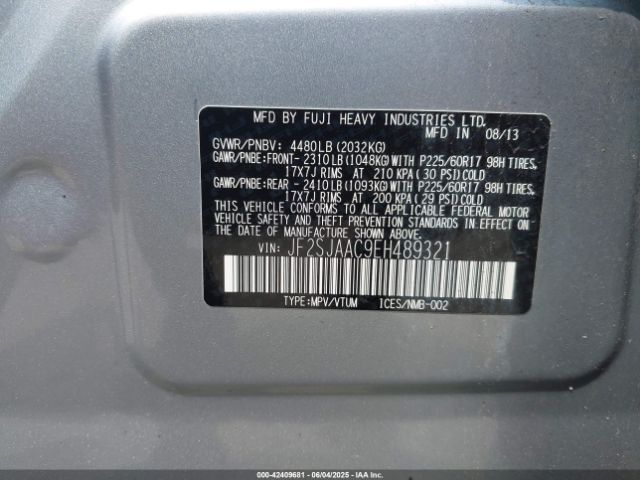 MFD BY FUJI HEAVY INDUSTRIES LTD.
MFD IN 08/13
GVWR/PNBV: 4480LB(2032KG)
GAWR/PNBE:FRONT- 2310LB(1048KG)WITH P225/60R17 98H TIRES,
17X7J RIMS AT 210 KPA(30 PSI)COLD
GAWR/PNBE:REAR - 2410LB(1093KG)WITH P225/60R17 98H TIRES,
17X7J RIMS AT 200 KPA(29 PSI)COLD
THIS VEHICLE CONFORMS TO ALL APPLICABLE FEDERAL MOTOR
VEHICLE SAFETY AND THEFT PREVENTION STANDARDS IN EFFECT ON
THE DATE OF MANUFACTURE SHOWN ABOVE.
VIN: JF2SJAAC9EH489321
TYPE:MPV/VTUM ICES/NMB-002
000-42409681 - 06/04/2025 - IAAI.COM